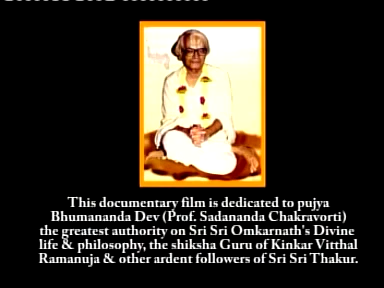 This documentary film is dedicated to pujya
Bhumananda Dev (Prof. Sadananda Chakravorti)
the greatest authority on Sri Sri Omkarnath's Divine
life & philosophy, the shiksha Guru of Kinkar Vitthal
Ramanuja & other ardent followers of Sri Sri Thakur.